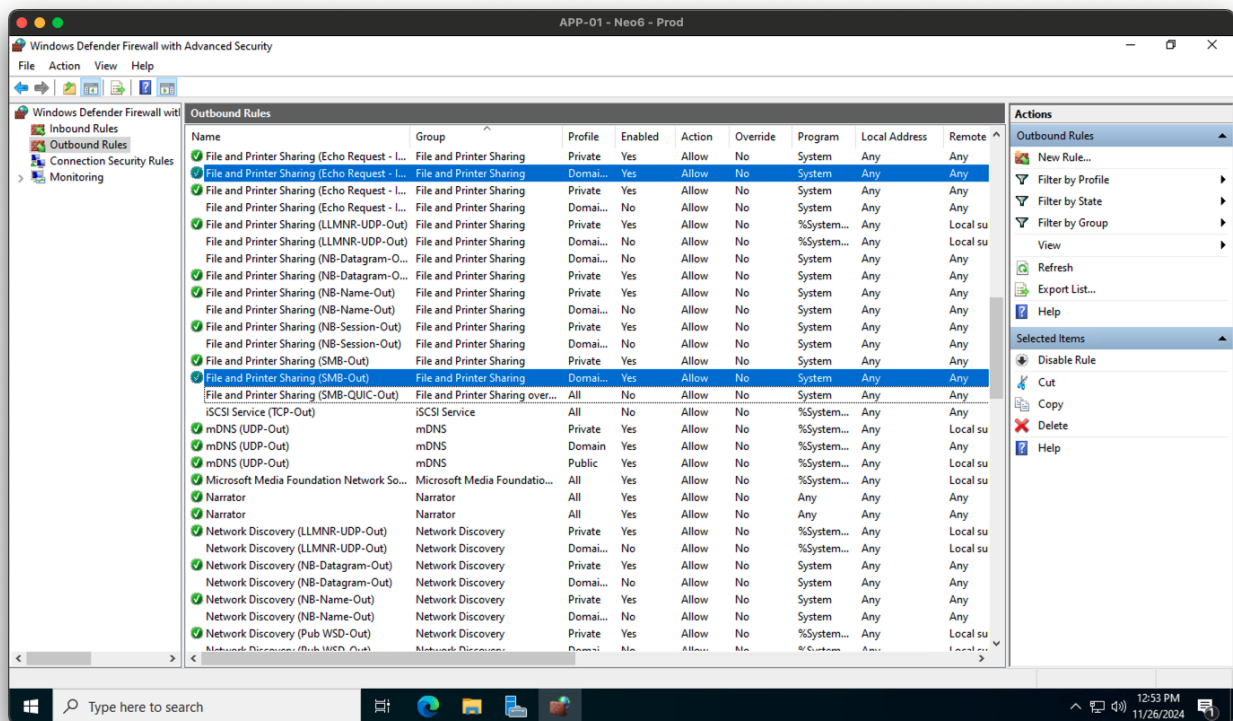 APP-01 - Neo6 - Prod
Windows Defender Firewall with Advanced Security
File Action View Help
Windows Defender Firewall witl
Inbound Rules
Outbound Rules
Connection Security Rules
Monitoring
Outbound Rules
Name Group Profile Enabled Action Override Program Local Address Remote
File and Printer Sharing (Echo Request - I... File and Printer Sharing Private Yes Allow No System Any Any
File and Printer Sharing (Echo Request - I... File and Printer Sharing Domai... Yes Allow No System Any Any
File and Printer Sharing (Echo Request - I... File and Printer Sharing Private Yes Allow No System Any Any
File and Printer Sharing (Echo Request - I... File and Printer Sharing Domai... No Allow No System Any Any
File and Printer Sharing (LLMNR-UDP-Out) File and Printer Sharing Private Yes Allow No %System... Any Local su
File and Printer Sharing (LLMNR-UDP-Out) File and Printer Sharing Domai... No Allow No %System... Any Local su
File and Printer Sharing (NB-Datagram-O... File and Printer Sharing Domai... No Allow No System Any Any
File and Printer Sharing (NB-Datagram-O... File and Printer Sharing Private Yes Allow No System Any Any
File and Printer Sharing (NB-Name-Out) File and Printer Sharing Private Yes Allow No System Any Any
File and Printer Sharing (NB-Name-Out) File and Printer Sharing Domai... No Allow No System Any Any
File and Printer Sharing (NB-Session-Out) File and Printer Sharing Private Yes Allow No System Any Any
File and Printer Sharing (NB-Session-Out) File and Printer Sharing Domai... No Allow No System Any Any
File and Printer Sharing (SMB-Out) File and Printer Sharing Private Yes Allow No System Any Any
File and Printer Sharing (SMB-Out) File and Printer Sharing Domai... Yes Allow No System Any Any
File and Printer Sharing (SMB-QUIC-Out) File and Printer Sharing over... All No Allow No System Any Any
iSCSI Service (TCP-Out) iSCSI Service All No Allow No %System... Any Any
mDNS (UDP-Out) mDNS Private Yes Allow No %System... Any Local su
mDNS (UDP-Out) mDNS Domain Yes Allow No %System... Any Any
mDNS (UDP-Out) mDNS Public Yes Allow No %System... Any Local su
Microsoft Media Foundation Network So... Microsoft Media Foundatio... All Yes Allow No %System... Any Local su
Narrator Narrator All Yes Allow No Any Any Any
Narrator Narrator All Yes Allow No Any Any Any
Network Discovery (LLMNR-UDP-Out) Network Discovery Private Yes Allow No %System... Any Local su
Network Discovery (LLMNR-UDP-Out) Network Discovery Domai... No Allow No %System... Any Local su
Network Discovery (NB-Datagram-Out) Network Discovery Private Yes Allow No System Any Any
Network Discovery (NB-Datagram-Out) Network Discovery Domai... No Allow No System Any Any
Network Discovery (NB-Name-Out) Network Discovery Private Yes Allow No System Any Any
Network Discovery (NB-Name-Out) Network Discovery Domai... No Allow No System Any Any
Network Discovery (Pub WSD-Out) Network Discovery Private Yes Allow No %System... Any Local su
Network Discovery (Pub WSD-Out) Network Discovery Domai... No Allow No %System... Any Local su
Actions
Outbound Rules
New Rule...
Filter by Profile
Filter by State
Filter by Group
View
Refresh
Export List...
Help
Selected Items
Disable Rule
Cut
Copy
Delete
Help
Type here to search
12:53 PM
11/26/2024
1